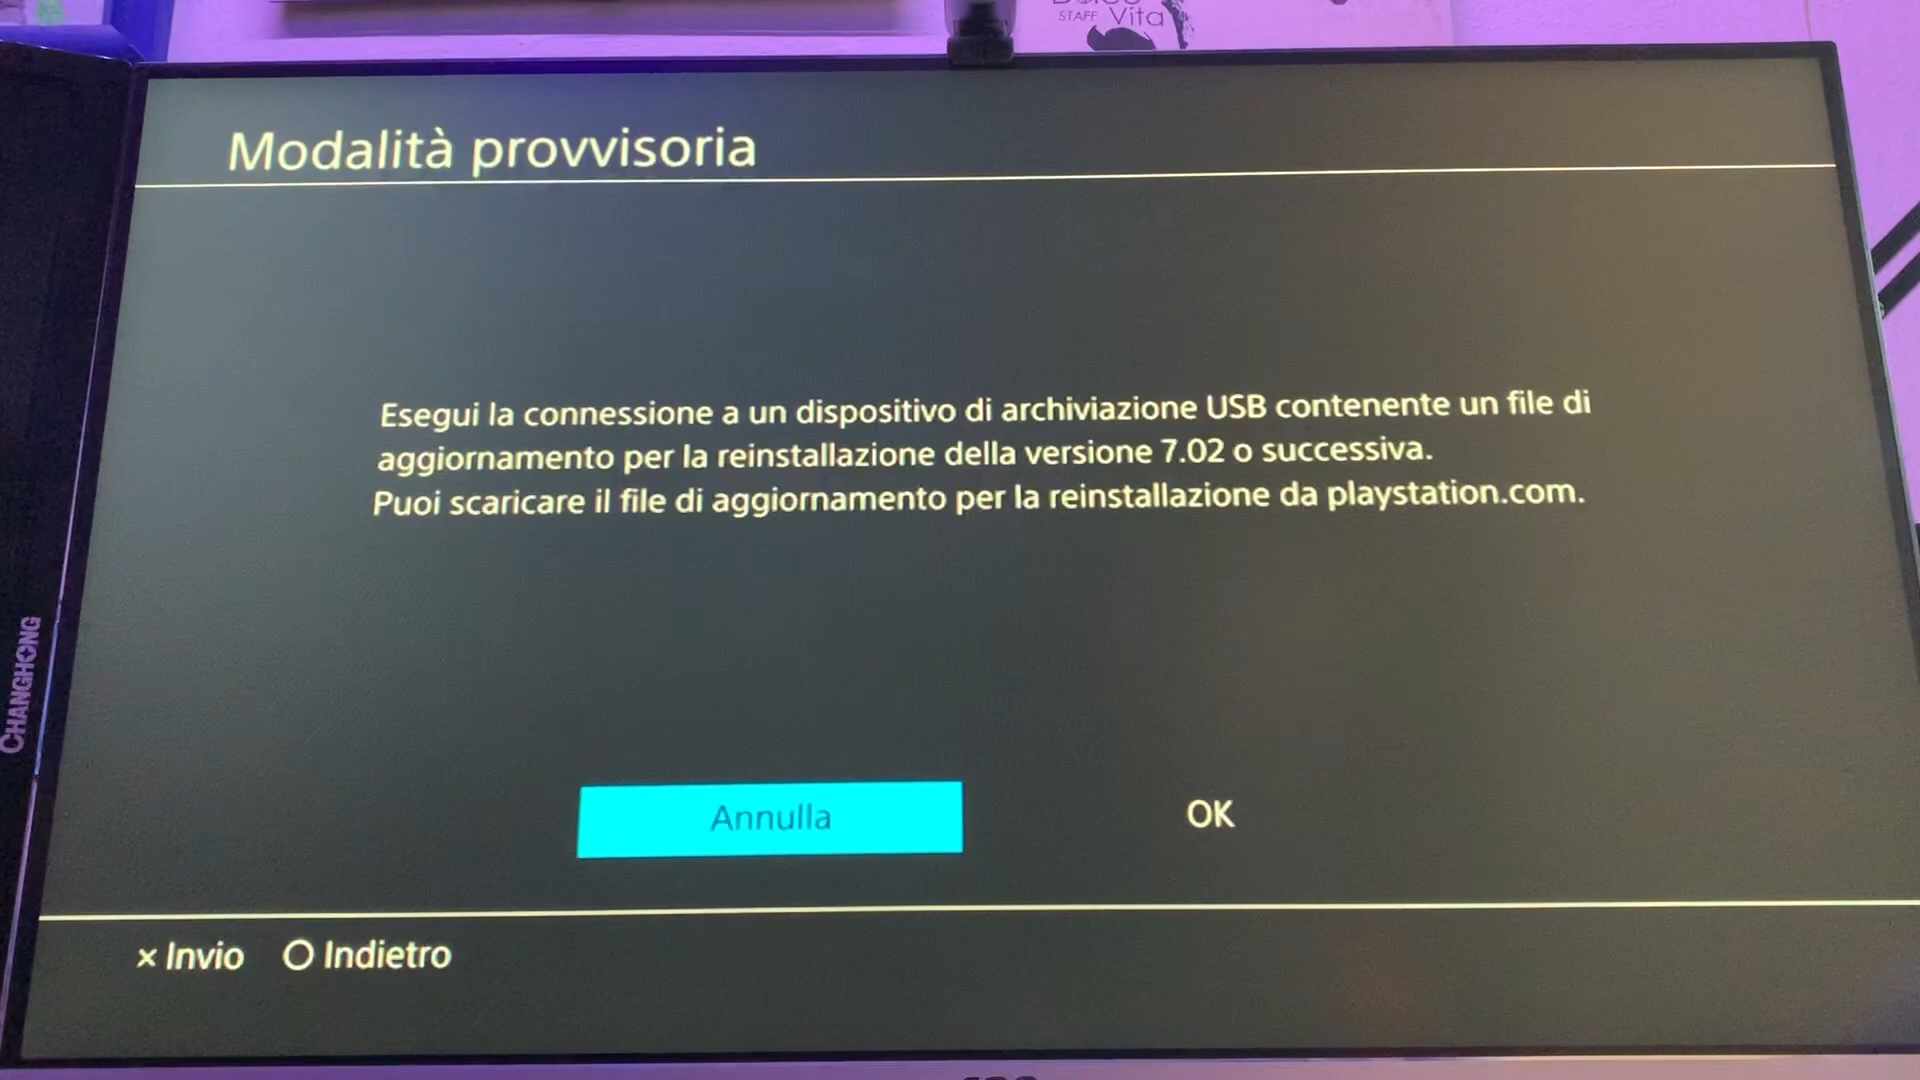 STAFF Vita
Modalità provvisoria
Esegui la connessione a un dispositivo di archiviazione USB contenente un file di
aggiornamento per la reinstallazione della versione 7.02 o successiva.
Puoi scaricare il file di aggiornamento per la reinstallazione da playstation.com.
CHANGHONG
Annulla
OK
× Invio
O Indietro